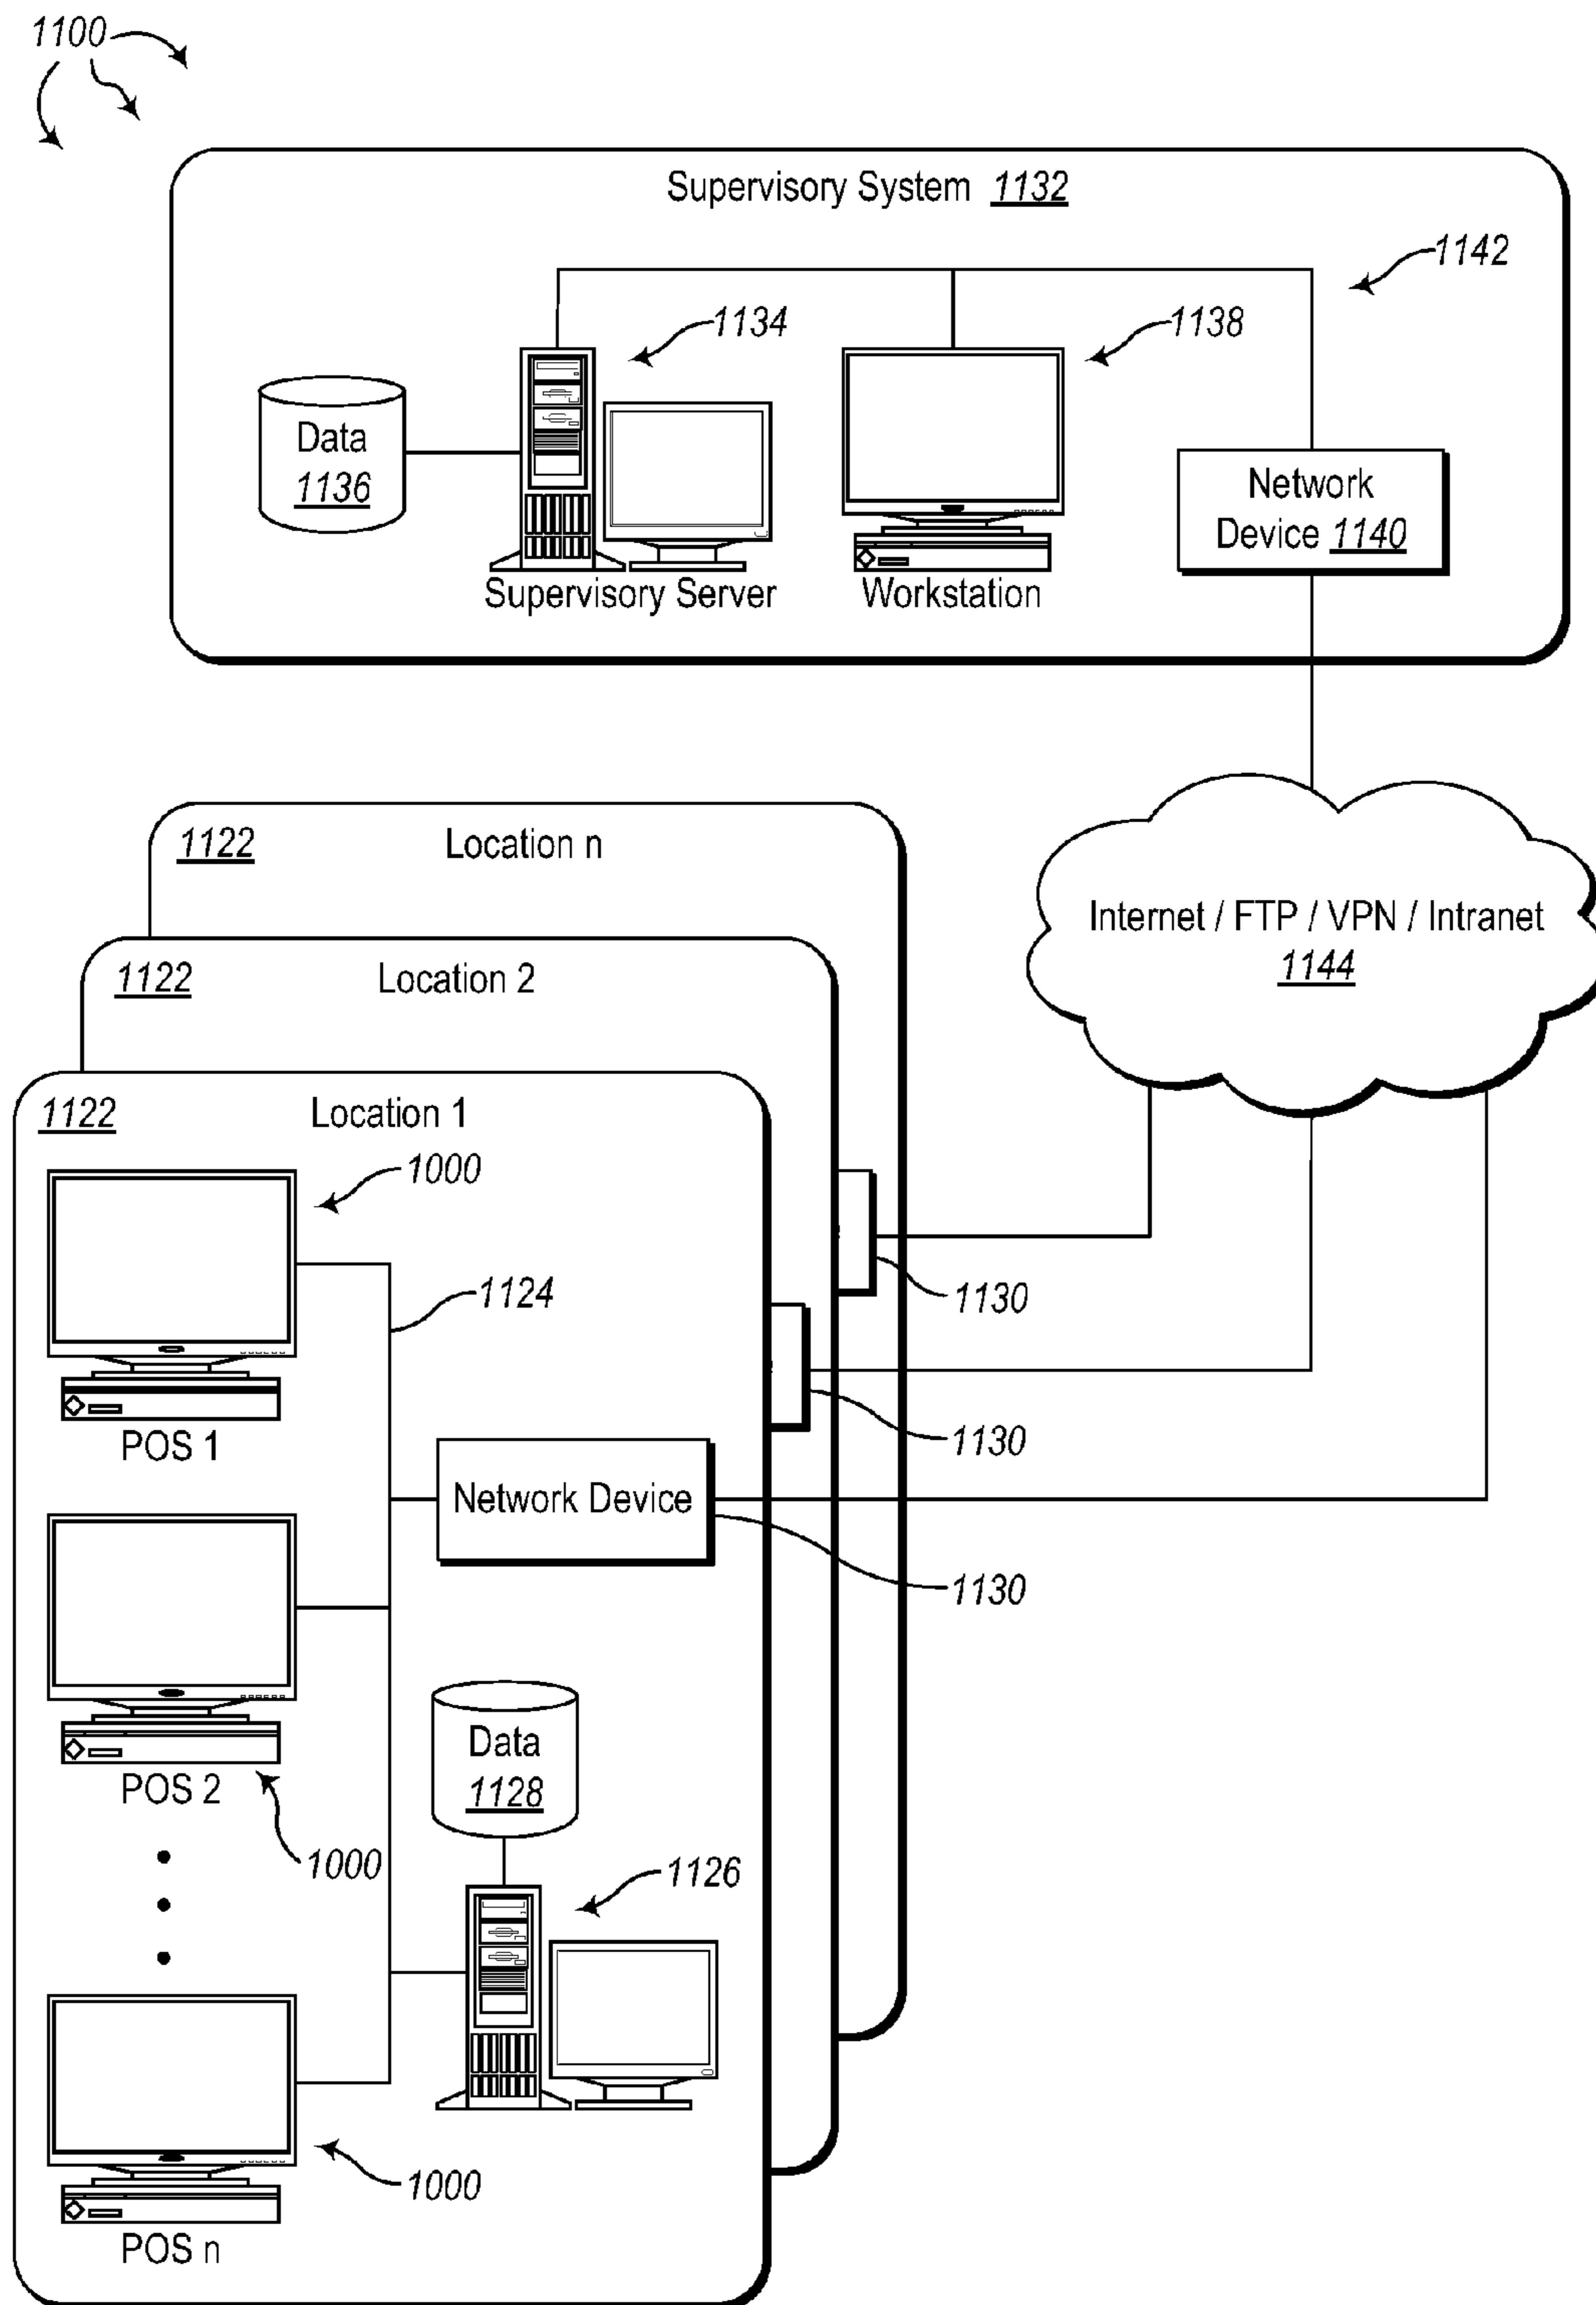 1100
Supervisory System 1132
1142
1134
1138
Data
1136
Network
Device 1140
Supervisory Server
Workstation
1122 Location n
Internet / FTP / VPN / Intranet
1144
1122 Location 2
1122 Location 1
1000
1124
1130
1130
POS 1
Network Device
1130
Data
1128
POS 2
1000
1126
1000
POS n